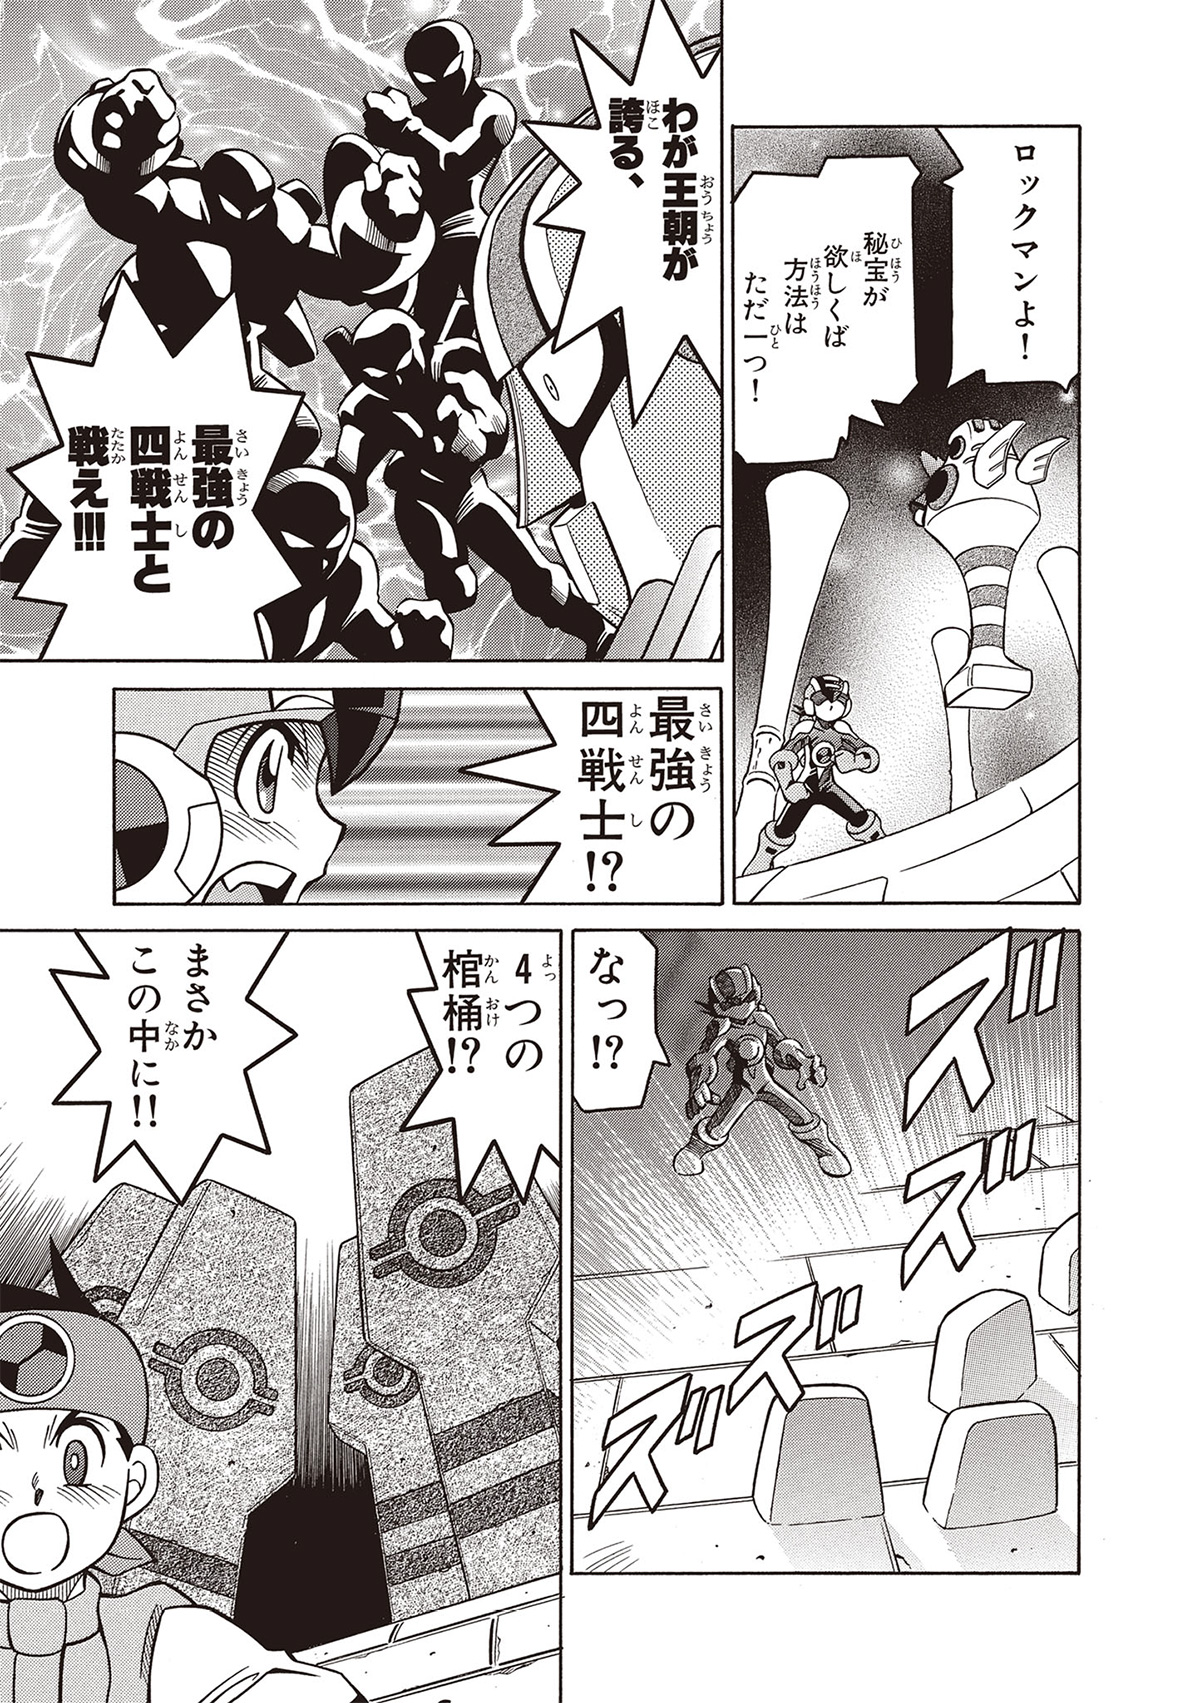 ロックマンよ!
秘宝が
欲しくば
方法は
ただ一つ!
わが王朝が
誇る、
最強の
四戦士と
戦え!!!
最強の
四戦士!?
ズ
ズ
ズ
ズ
なっ!?
4つの
棺桶!?
まさか
この中に!!